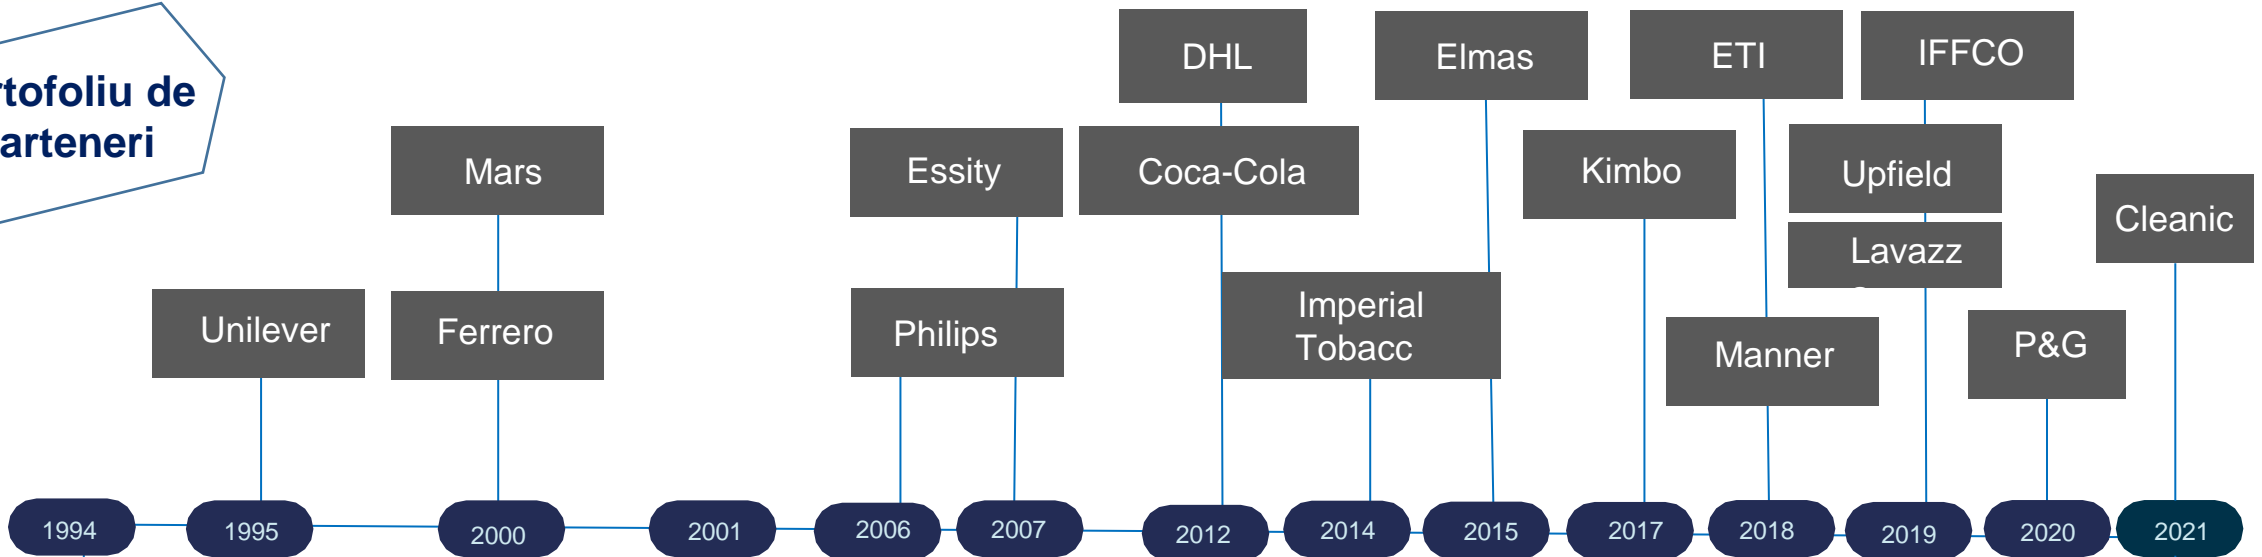 rtofoliu de
arteneri
DHL
Elmas
ETI
IFFCO
Mars
Essity
Coca-Cola
Kimbo
Upfield
Cleanic
Lavazz
Unilever
Ferrero
Philips
Imperial
Tobacc
Manner
P&G
1994
1995
2000
2001
2006
2007
2012
2014
2015
2017
2018
2019
2020
2021